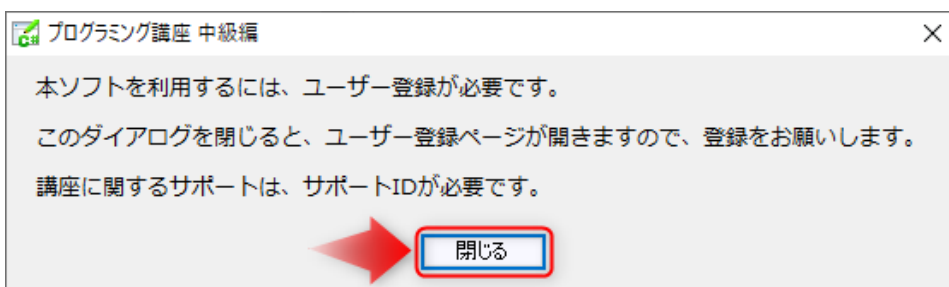 プログラミング講座 中級編
本ソフトを利用するには、ユーザー登録が必要です。
このダイアログを閉じると、ユーザー登録ページが開きますので、登録をお願いします。
講座に関するサポートは、サポートIDが必要です。
閉じる